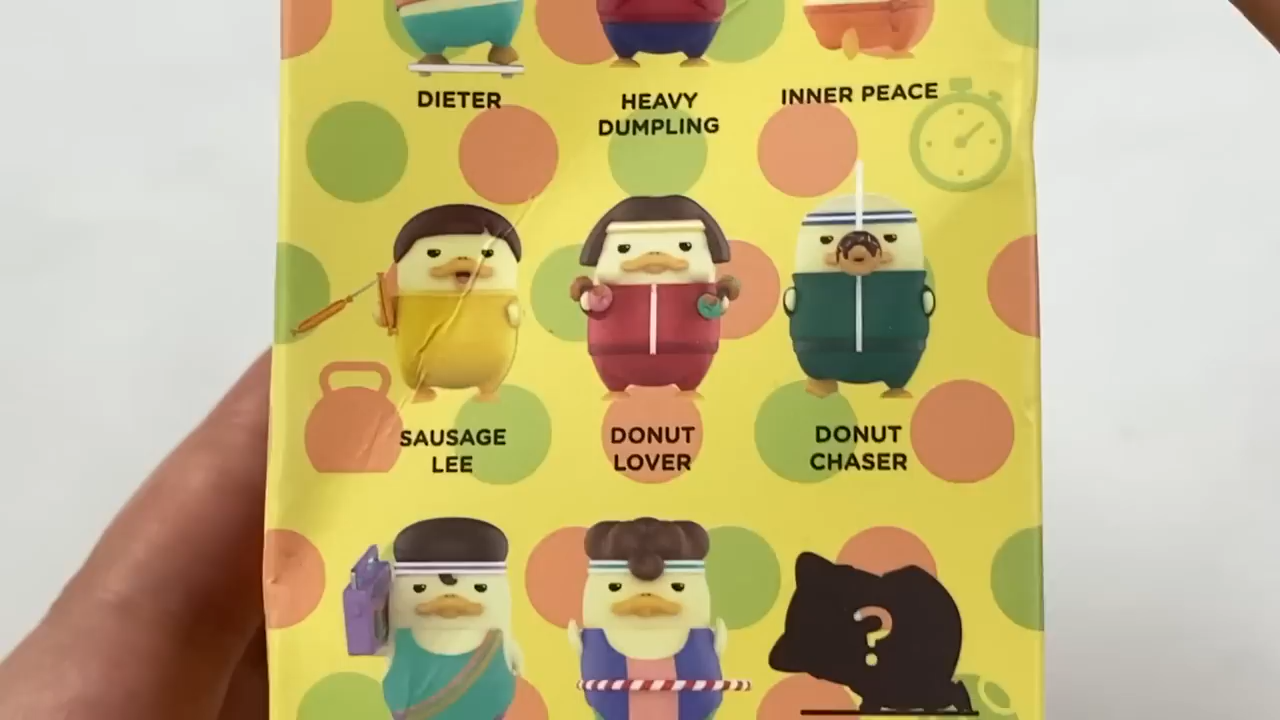 DIETER
HEAVY
DUMPLING
INNER PEACE
SAUSAGE
LEE
DONUT
LOVER
DONUT
CHASER
?